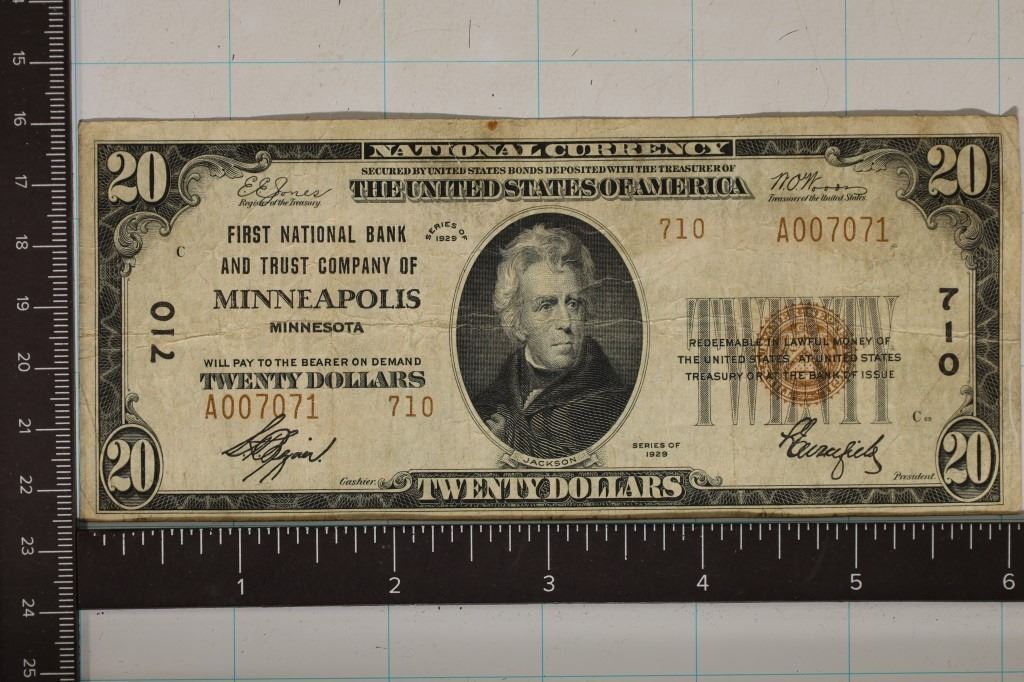 NATIONAL CURRENCY
SECURED BY UNITED STATES BONDS DEPOSITED WITH THE TREASURER OF
THE UNITED STATES OF AMERICA
20
20
E.E. Jones
Register of the Treasury.
W.O. Woods
Treasurer of the United States.
SERIES OF
1929
710 A007071
C
FIRST NATIONAL BANK
AND TRUST COMPANY OF
MINNEAPOLIS
MINNESOTA
710
710
WILL PAY TO THE BEARER ON DEMAND
TWENTY DOLLARS
A007071 710
TWENTY
REDEEMABLE IN LAWFUL MONEY OF
THE UNITED STATES AT UNITED STATES
TREASURY OR AT THE BANK OF ISSUE
JACKSON
SERIES OF
1929
C
Cashier.
President.
20
20
TWENTY DOLLARS
15
16
17
18
19
20
21
22
23
24
25
1 2 3 4 5 6